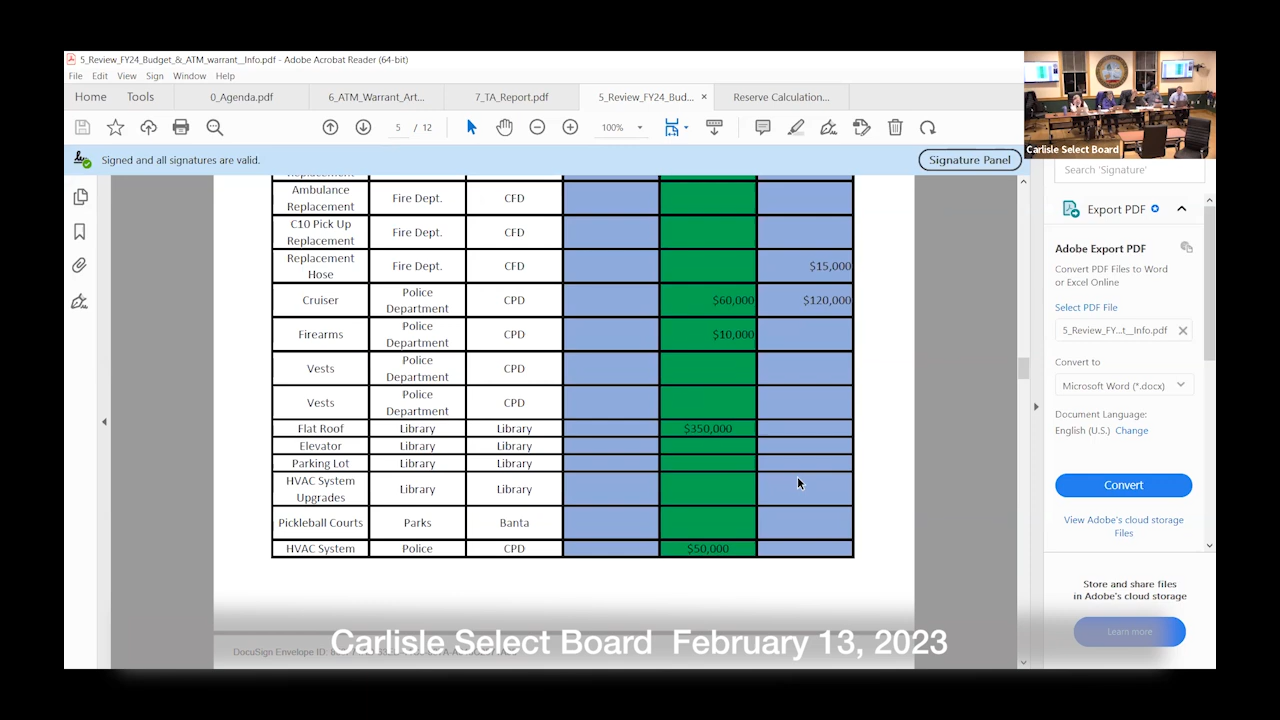 5_Review_FY24_Budget_&_ATM_warrant__Info.pdf - Adobe Acrobat Reader (64-bit)
File Edit View Sign Window Help
Home Tools 0_Agenda.pdf 6_ATM_Warrant_Art... 7_TA_Report.pdf 5_Review_FY24_Bud... × Reserve Calculation...
5 / 12 100%
Signed and all signatures are valid. Signature Panel
Carlisle Select Board
Search 'Signature'
Replacement
Ambulance Replacement Fire Dept. CFD
C10 Pick Up Replacement Fire Dept. CFD
Replacement Hose Fire Dept. CFD $15,000
Cruiser Police Department CPD $60,000 $120,000
Firearms Police Department CPD $10,000
Vests Police Department CPD
Vests Police Department CPD
Flat Roof Library Library $350,000
Elevator Library Library
Parking Lot Library Library
HVAC System Upgrades Library Library
Pickleball Courts Parks Banta
HVAC System Police CPD $50,000
Export PDF
Adobe Export PDF
Convert PDF Files to Word
or Excel Online
Select PDF File
5_Review_FY...t__Info.pdf
Convert to
Microsoft Word (*.docx)
Document Language:
English (U.S.) Change
Convert
View Adobe's cloud storage
Files
Store and share files
in Adobe's cloud storage
Learn more
DocuSign Envelope ID:
Carlisle Select Board February 13, 2023